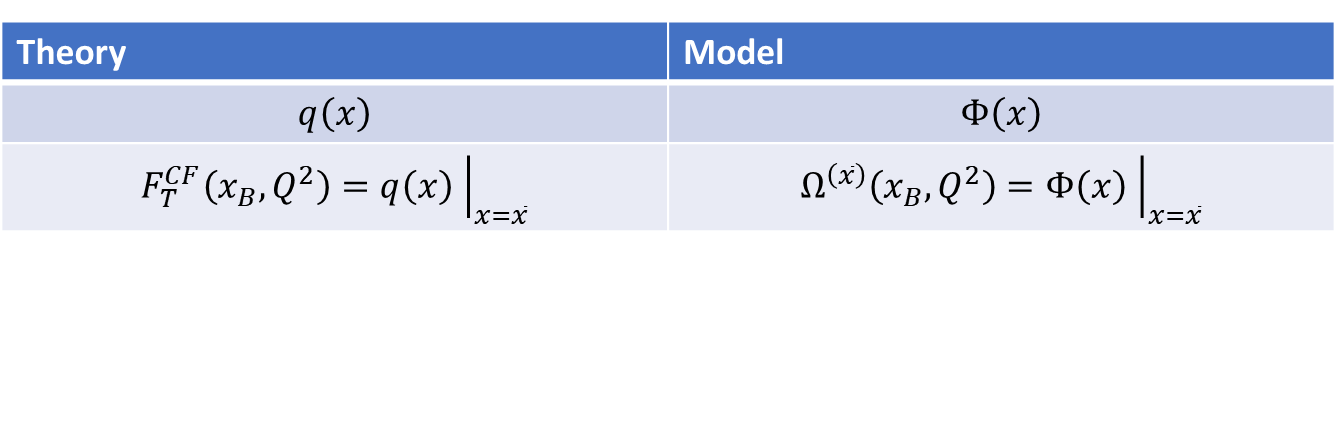 Theory Model
q(x) Φ(x)
F_T^{CF}(x_B, Q^2) = q(x) |_{x=ẋ} Ω^{(ẋ)}(x_B, Q^2) = Φ(x) |_{x=ẋ}